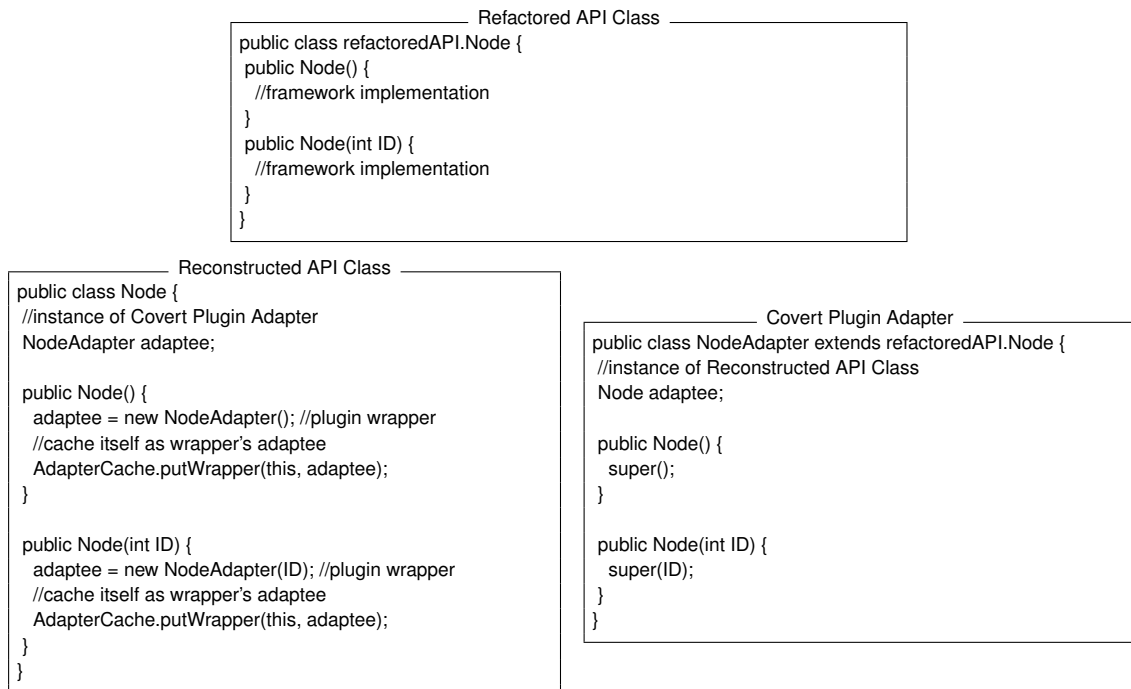 Refactored API Class
public class refactoredAPI.Node {
public Node() {
//framework implementation
}
public Node(int ID) {
//framework implementation
}
}
Reconstructed API Class
public class Node {
//instance of Covert Plugin Adapter
NodeAdapter adaptee;
public Node() {
adaptee = new NodeAdapter(); //plugin wrapper
//cache itself as wrapper's adaptee
AdapterCache.putWrapper(this, adaptee);
}
public Node(int ID) {
adaptee = new NodeAdapter(ID); //plugin wrapper
//cache itself as wrapper's adaptee
AdapterCache.putWrapper(this, adaptee);
}
}
Covert Plugin Adapter
public class NodeAdapter extends refactoredAPI.Node {
//instance of Reconstructed API Class
Node adaptee;
public Node() {
super();
}
public Node(int ID) {
super(ID);
}
}